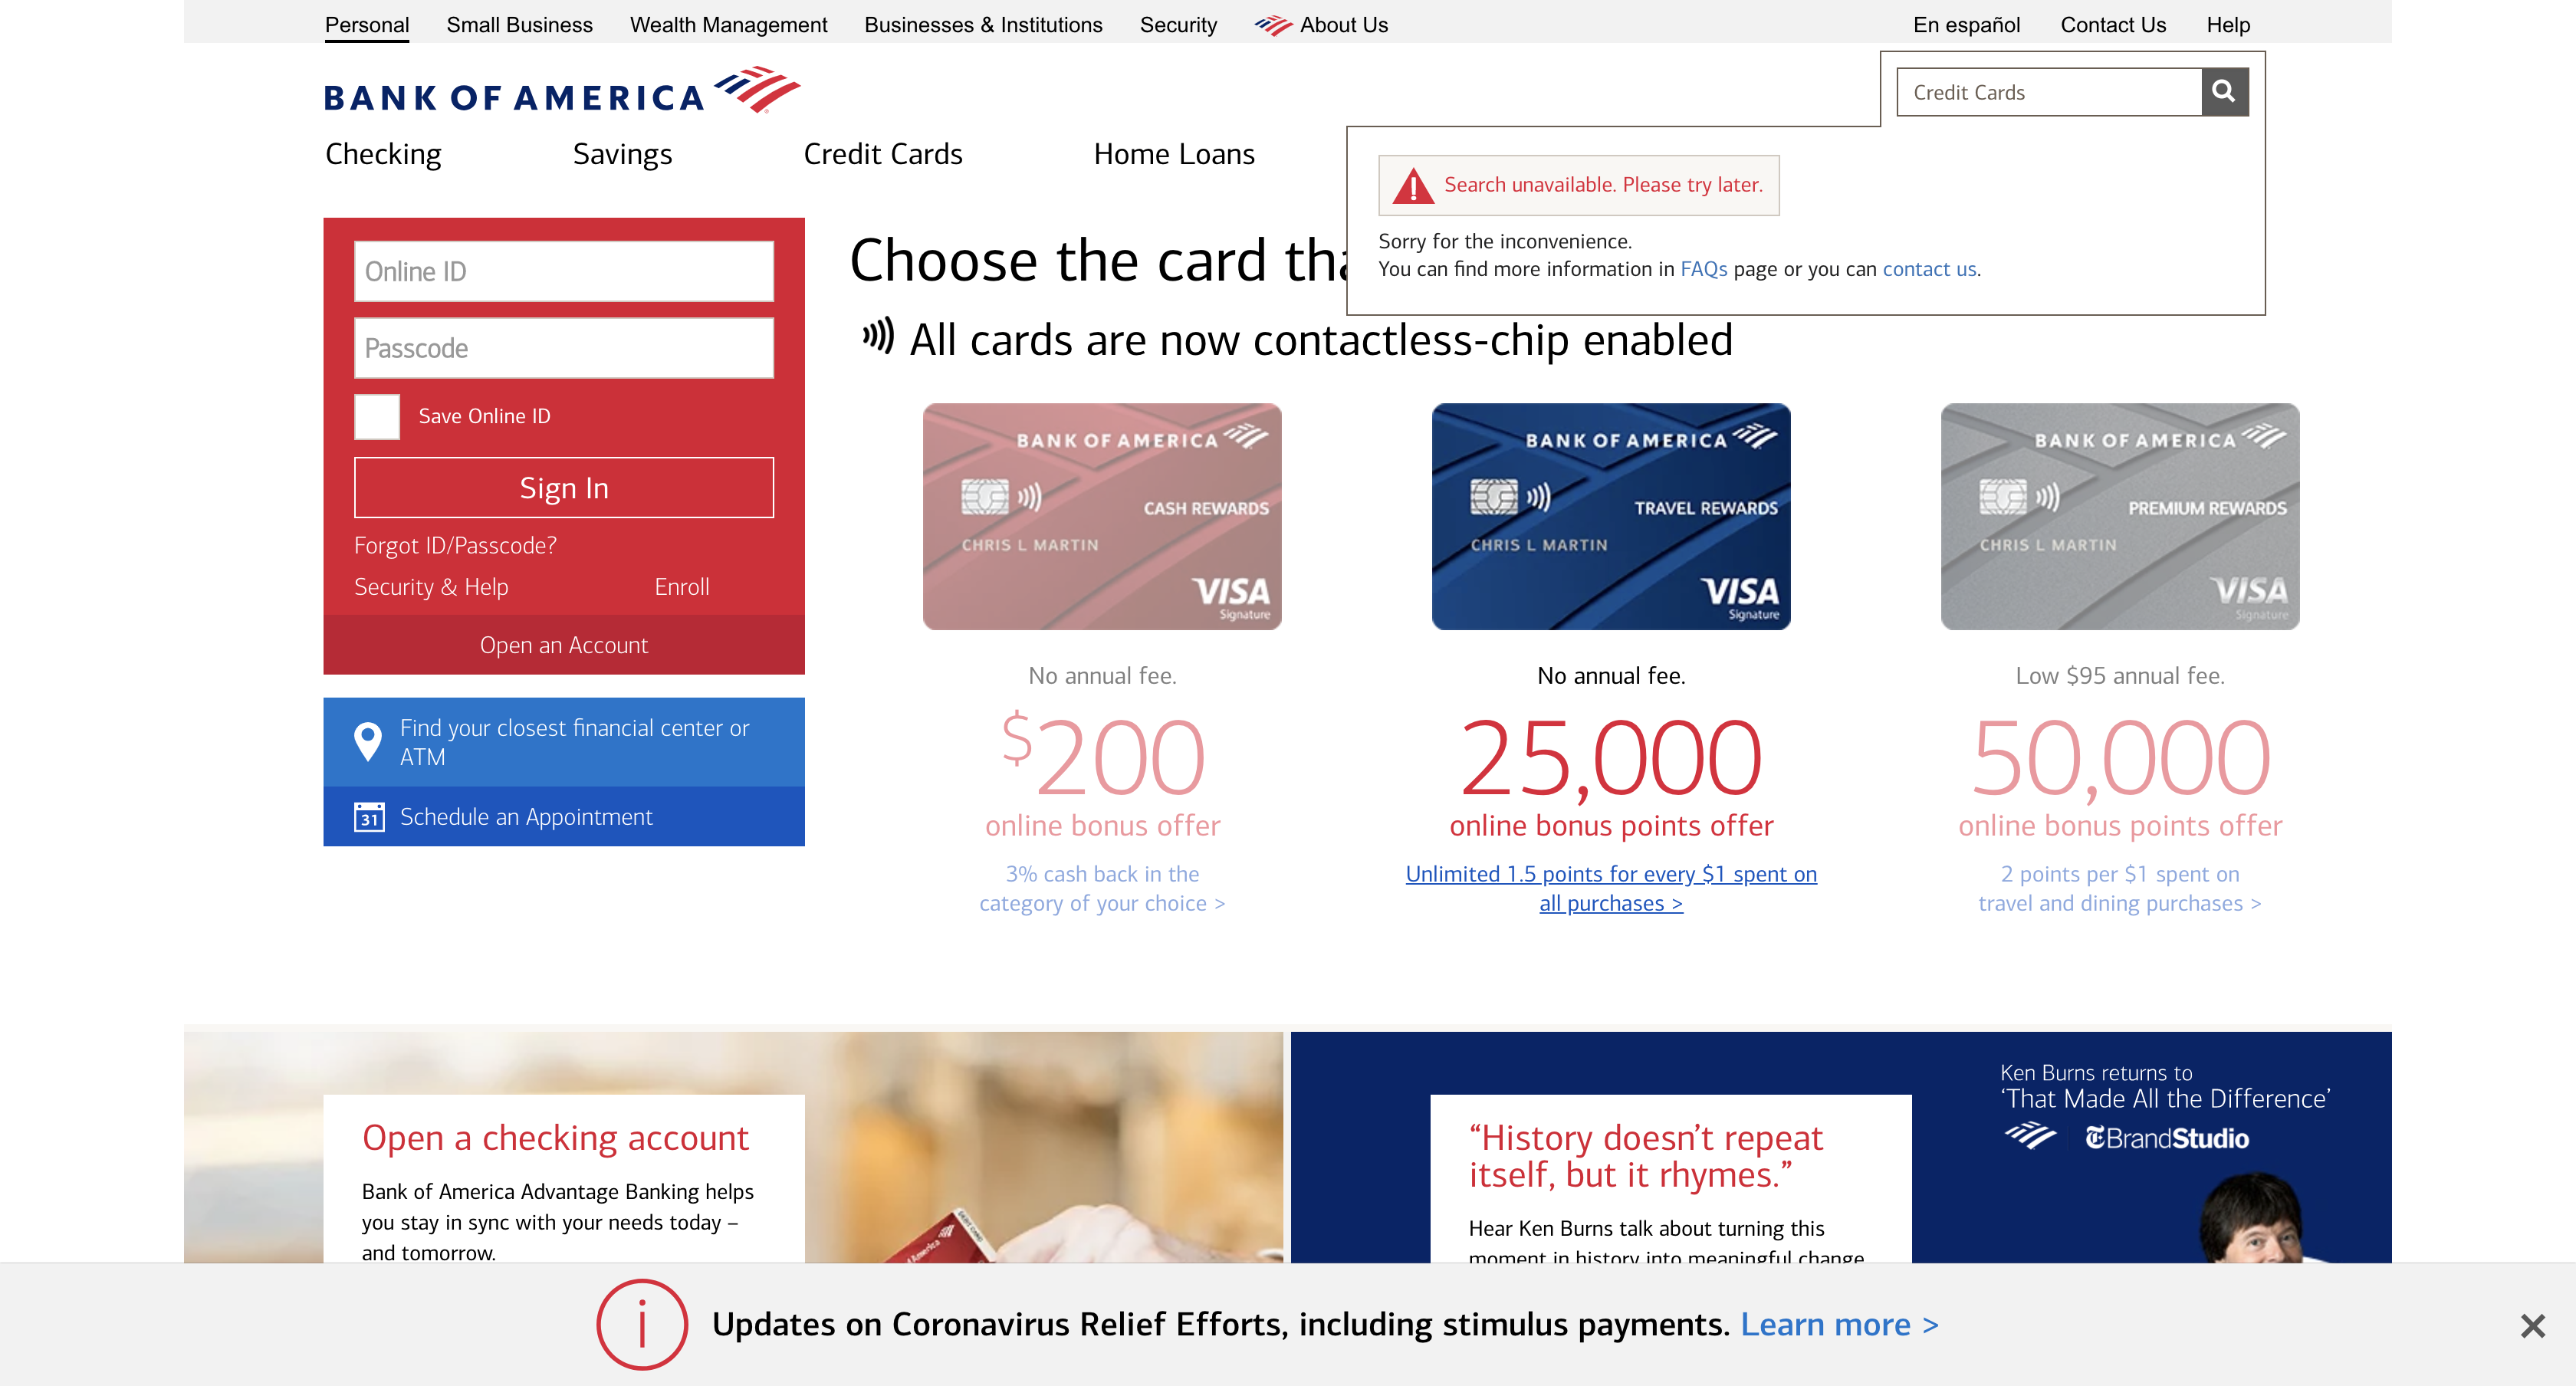 Personal
Small Business
Wealth Management
Businesses & Institutions
Security
About Us
En español
Contact Us
Help
BANK OF AMERICA
Credit Cards
Checking
Savings
Credit Cards
Home Loans
Search unavailable. Please try later.
Sorry for the inconvenience.
You can find more information in FAQs page or you can contact us.
Online ID
Passcode
Save Online ID
Sign In
Forgot ID/Passcode?
Security & Help
Enroll
Open an Account
Find your closest financial center or
ATM
31
Schedule an Appointment
Choose the card tha
All cards are now contactless-chip enabled
BANK OF AMERICA
CASH REWARDS
CHRIS L MARTIN
VISA
Signature
No annual fee.
$200
online bonus offer
3% cash back in the
category of your choice >
BANK OF AMERICA
TRAVEL REWARDS
CHRIS L MARTIN
VISA
Signature
No annual fee.
25,000
online bonus points offer
Unlimited 1.5 points for every $1 spent on
all purchases >
BANK OF AMERICA
PREMIUM REWARDS
CHRIS L MARTIN
VISA
Signature
Low $95 annual fee.
50,000
online bonus points offer
2 points per $1 spent on
travel and dining purchases >
Open a checking account
Bank of America Advantage Banking helps
you stay in sync with your needs today –
and tomorrow.
“History doesn’t repeat
itself, but it rhymes.”
Hear Ken Burns talk about turning this
moment in history into meaningful change
Ken Burns returns to
‘That Made All the Difference’
T BrandStudio
Updates on Coronavirus Relief Efforts, including stimulus payments. Learn more >